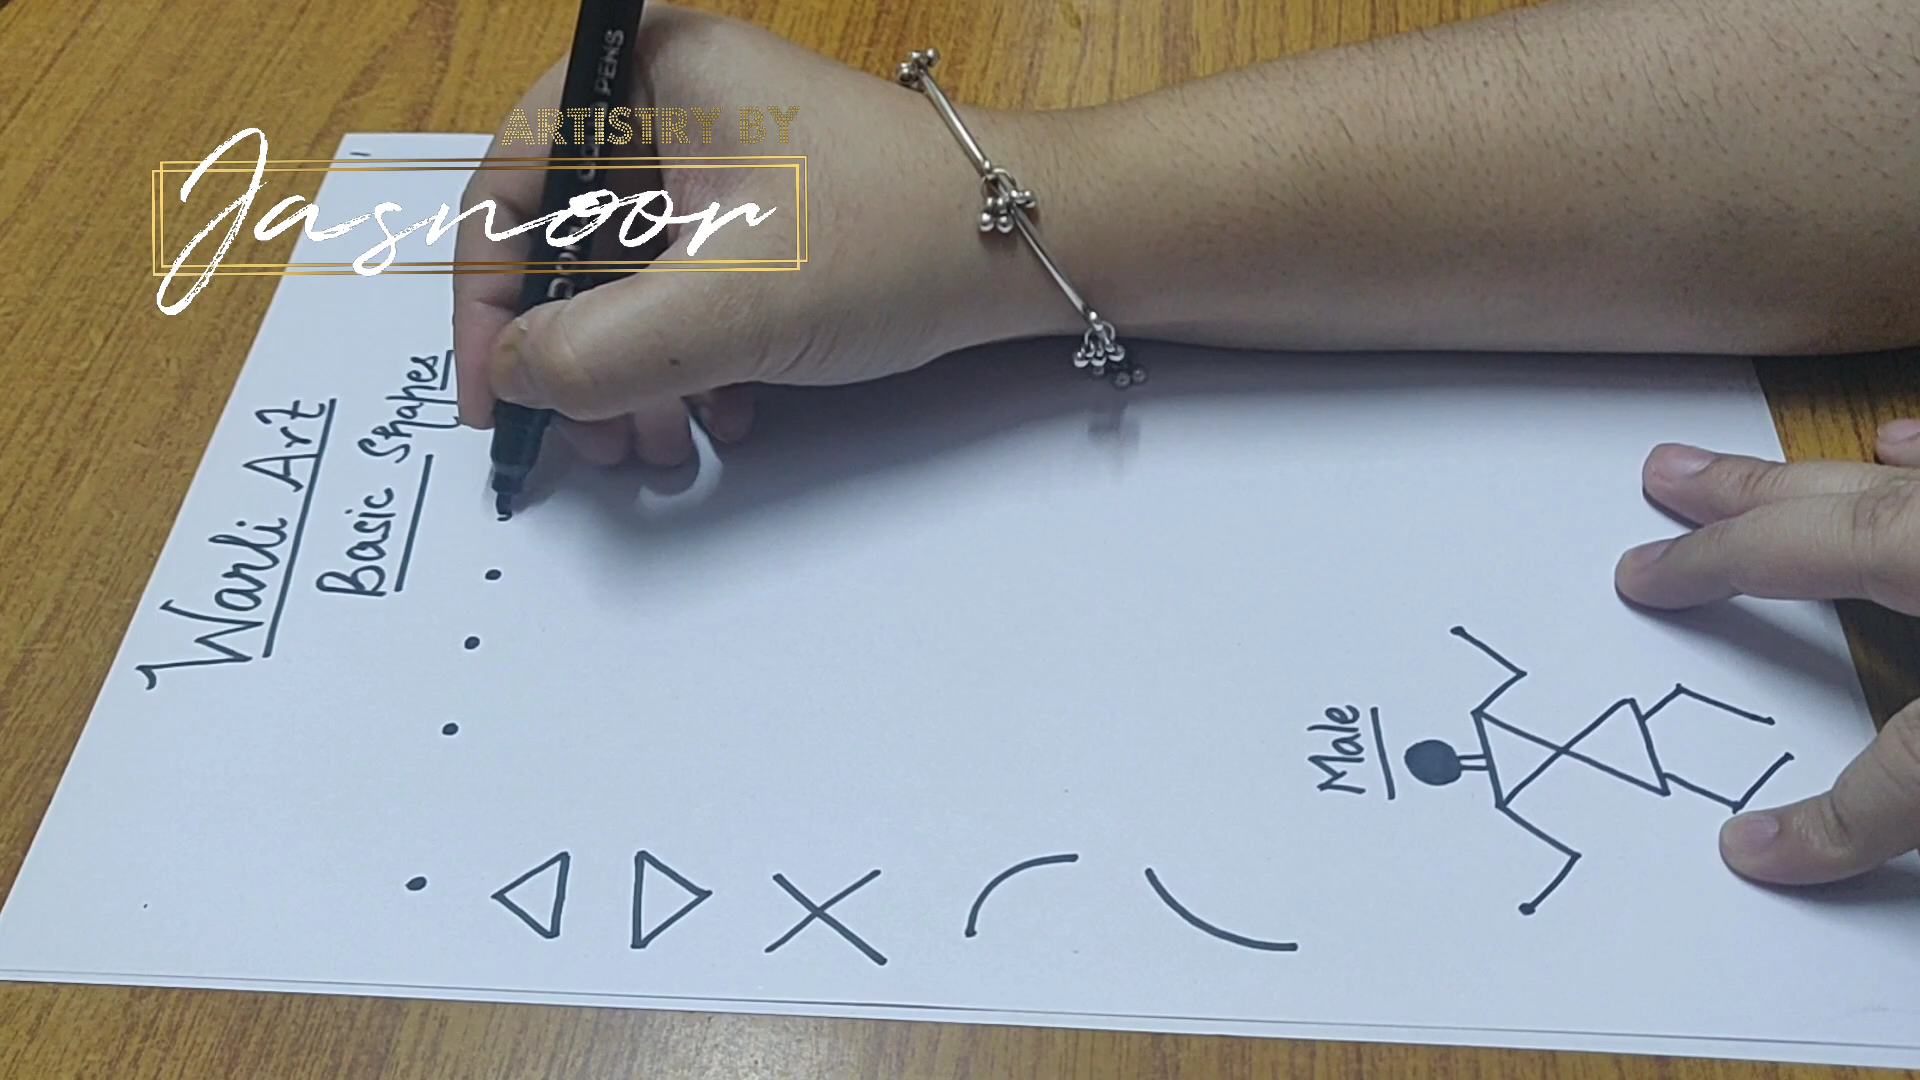 ARTISTRY BY
Jasnoor
PENS
Warli Art
Basic Shapes
Male